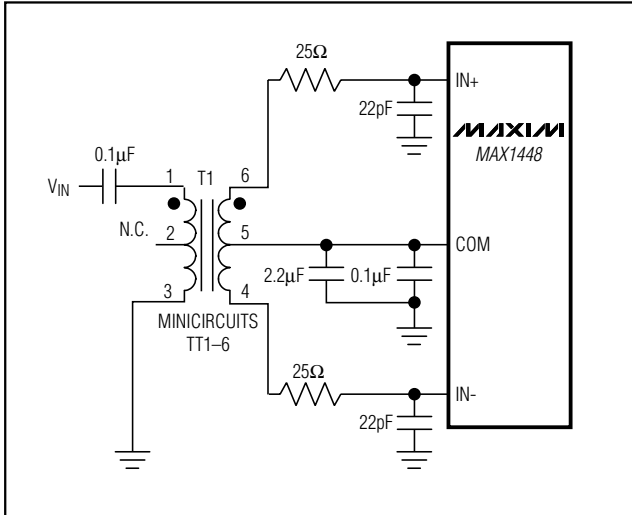 25Ω
IN+
22pF
MAXIM
MAX1448
0.1µF
1
T1
6
VIN
N.C.
2
5
COM
2.2µF
0.1µF
3
4
MINICIRCUITS
TT1–6
25Ω
IN-
22pF